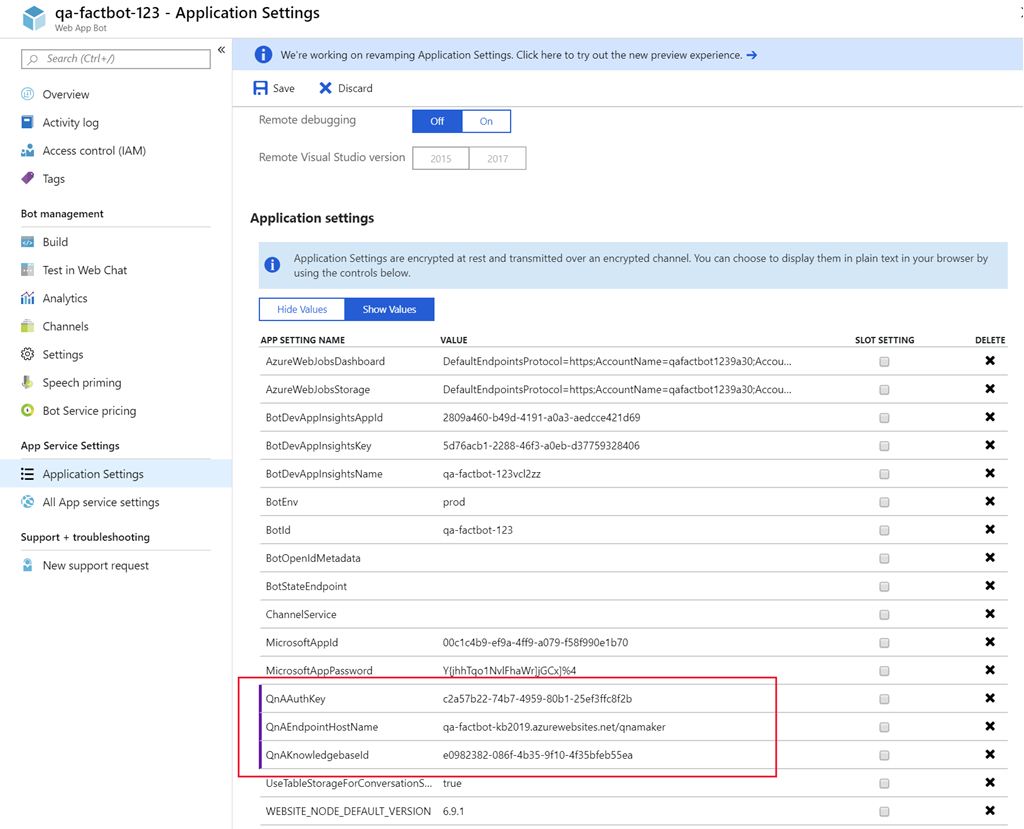 qa-factbot-123 - Application Settings
Web App Bot
Search (Ctrl+/)
«
Overview
Activity log
Access control (IAM)
Tags
Bot management
Build
Test in Web Chat
Analytics
Channels
Settings
Speech priming
Bot Service pricing
App Service Settings
Application Settings
All App service settings
Support + troubleshooting
New support request
We're working on revamping Application Settings. Click here to try out the new preview experience. →
Save Discard
Remote debugging Off On
Remote Visual Studio version 2015 2017
Application settings
Application Settings are encrypted at rest and transmitted over an encrypted channel. You can choose to display them in plain text in your browser by
using the controls below.
Hide Values Show Values
APP SETTING NAME VALUE SLOT SETTING DELETE
AzureWebJobsDashboard DefaultEndpointsProtocol=https;AccountName=qafactbot1239a30;Accou...
AzureWebJobsStorage DefaultEndpointsProtocol=https;AccountName=qafactbot1239a30;Accou...
BotDevAppInsightsAppId 2809a460-b49d-4191-a0a3-aedcce421d69
BotDevAppInsightsKey 5d76acb1-2288-46f3-a0eb-d37759328406
BotDevAppInsightsName qa-factbot-123vcl2zz
BotEnv prod
BotId qa-factbot-123
BotOpenIdMetadata
BotStateEndpoint
ChannelService
MicrosoftAppId 00c1c4b9-ef9a-4ff9-a079-f58f990e1b70
MicrosoftAppPassword Y{jhhTqo1NvlFhaWr]jGCx]%4
QnAAuthKey c2a57b22-74b7-4959-80b1-25ef3ffc8f2b
QnAEndpointHostName qa-factbot-kb2019.azurewebsites.net/qnamaker
QnAKnowledgebaseId e0982382-086f-4b35-9f10-4f35bfeb55ea
UseTableStorageForConversationS... true
WEBSITE_NODE_DEFAULT_VERSION 6.9.1